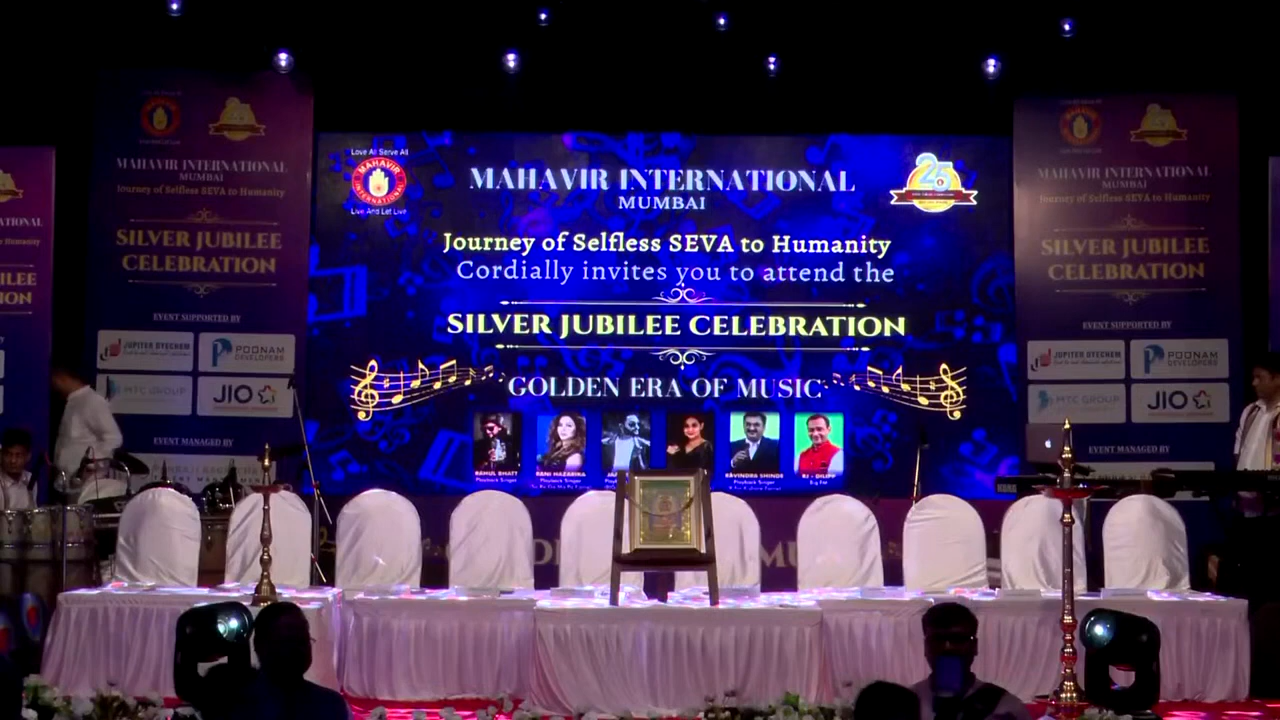 MAHAVIR INTERNATIONAL
MUMBAI
Journey of Selfless SEVA to Humanity
SILVER JUBILEE
CELEBRATION
EVENT SUPPORTED BY
JUPITER DYECHEM
POONAM
DEVELOPERS
MTC GROUP
JIO
EVENT MANAGED BY
Love All Serve All
MAHAVIR
INTERNATIONAL
Live And Let Live
25
MAHAVIR INTERNATIONAL
MUMBAI
Journey of Selfless SEVA to Humanity
Cordially invites you to attend the
SILVER JUBILEE CELEBRATION
GOLDEN ERA OF MUSIC
RAHUL BHATT
Playback Singer
RANI HAZARIKA
Playback Singer
RAVINDRA SHINDE
RJ - DILIPP
Big FM
MAHAVIR INTERNATIONAL
MUMBAI
Journey of Selfless SEVA to Humanity
SILVER JUBILEE
CELEBRATION
EVENT SUPPORTED BY
JUPITER DYECHEM
POONAM
DEVELOPERS
MTC GROUP
JIO
EVENT MANAGED BY